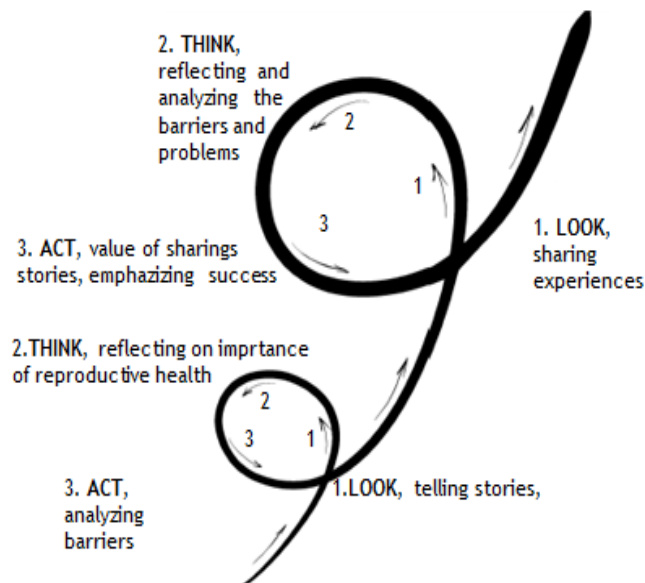 2. THINK,
reflecting and
analyzing the
barriers and
problems
2
1
3
1. LOOK,
sharing
experiences
3. ACT, value of sharings
stories, emphazizing success
2.THINK, reflecting on imprtance
of reproductive health
2
3
1
3. ACT,
analyzing
barriers
1.LOOK, telling stories,